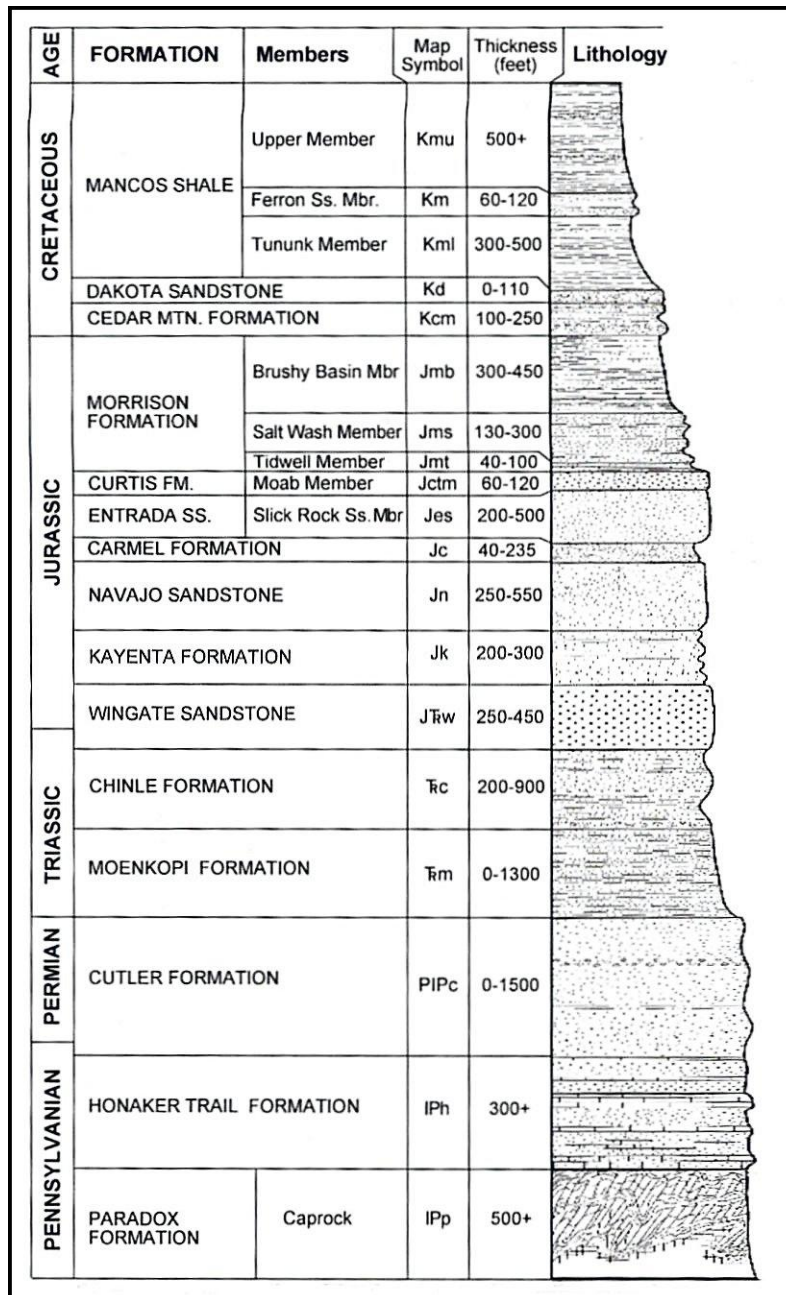 AGE FORMATION Members Map Symbol Thickness (feet) Lithology
CRETACEOUS
MANCOS SHALE
Upper Member Kmu 500+
Ferron Ss. Mbr. Km 60-120
Tununk Member Kml 300-500
DAKOTA SANDSTONE Kd 0-110
CEDAR MTN. FORMATION Kcm 100-250
JURASSIC
MORRISON
FORMATION
Brushy Basin Mbr Jmb 300-450
Salt Wash Member Jms 130-300
Tidwell Member Jmt 40-100
CURTIS FM. Moab Member Jctm 60-120
ENTRADA SS. Slick Rock Ss. Mbr Jes 200-500
CARMEL FORMATION Jc 40-235
NAVAJO SANDSTONE Jn 250-550
KAYENTA FORMATION Jk 200-300
WINGATE SANDSTONE JTRw 250-450
TRIASSIC
CHINLE FORMATION TRc 200-900
MOENKOPI FORMATION TRm 0-1300
PERMIAN
CUTLER FORMATION PIPc 0-1500
PENNSYLVANIAN
HONAKER TRAIL FORMATION IPh 300+
PARADOX
FORMATION
Caprock IPp 500+